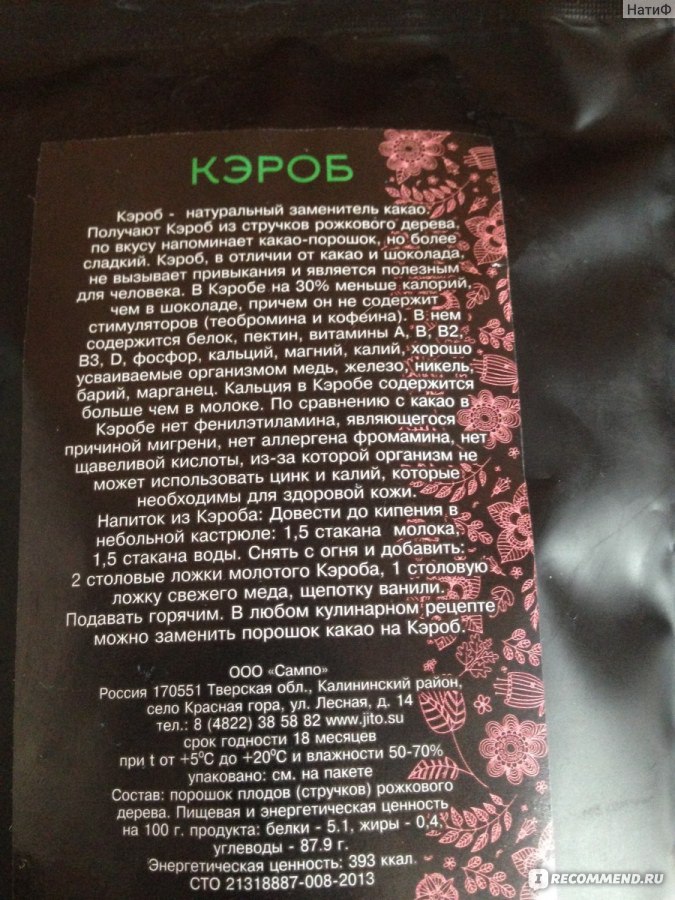 НатиФ
КЭРОБ
Кэроб - натуральный заменитель какао.
Получают Кэроб из стручков рожкового дерева,
по вкусу напоминает какао-порошок, но более
сладкий. Кэроб, в отличии от какао и шоколада,
не вызывает привыкания и является полезным
для человека. В Кэробе на 30% меньше калорий,
чем в шоколаде, причем он не содержит
стимуляторов (теобромина и кофеина). В нем
содержится белок, пектин, витамины А, В, В2,
В3, D, фосфор, кальций, магний, калий, хорошо
усваиваемые организмом медь, железо, никель,
барий, марганец. Кальция в Кэробе содержится
больше чем в молоке. По сравнению с какао в
Кэробе нет фенилэтиламина, являющегося
причиной мигрени, нет аллергена фромамина, нет
щавеливой кислоты, из-за которой организм не
может использовать цинк и калий, которые
необходимы для здоровой кожи.
Напиток из Кэроба: Довести до кипения в
небольшой кастрюле: 1,5 стакана молока,
1,5 стакана воды. Снять с огня и добавить:
2 столовые ложки молотого Кэроба, 1 столовую
ложку свежего меда, щепотку ванили.
Подавать горячим. В любом кулинарном рецепте
можно заменить порошок какао на Кэроб.
ООО «Сампо»
Россия 170551 Тверская обл., Калининский район,
село Красная гора, ул. Лесная, д. 14
тел.: 8 (4822) 38 58 82 www.jito.su
срок годности 18 месяцев
при t от +5⁰С до +20⁰С и влажности 50-70%
упаковано: см. на пакете
Состав: порошок плодов (стручков) рожкового
дерева. Пищевая и энергетическая ценность
на 100 г. продукта: белки - 5.1, жиры - 0,4,
углеводы - 87.9 г.
Энергетическая ценность: 393 ккал.
СТО 21318887-008-2013
IRECOMMEND.RU